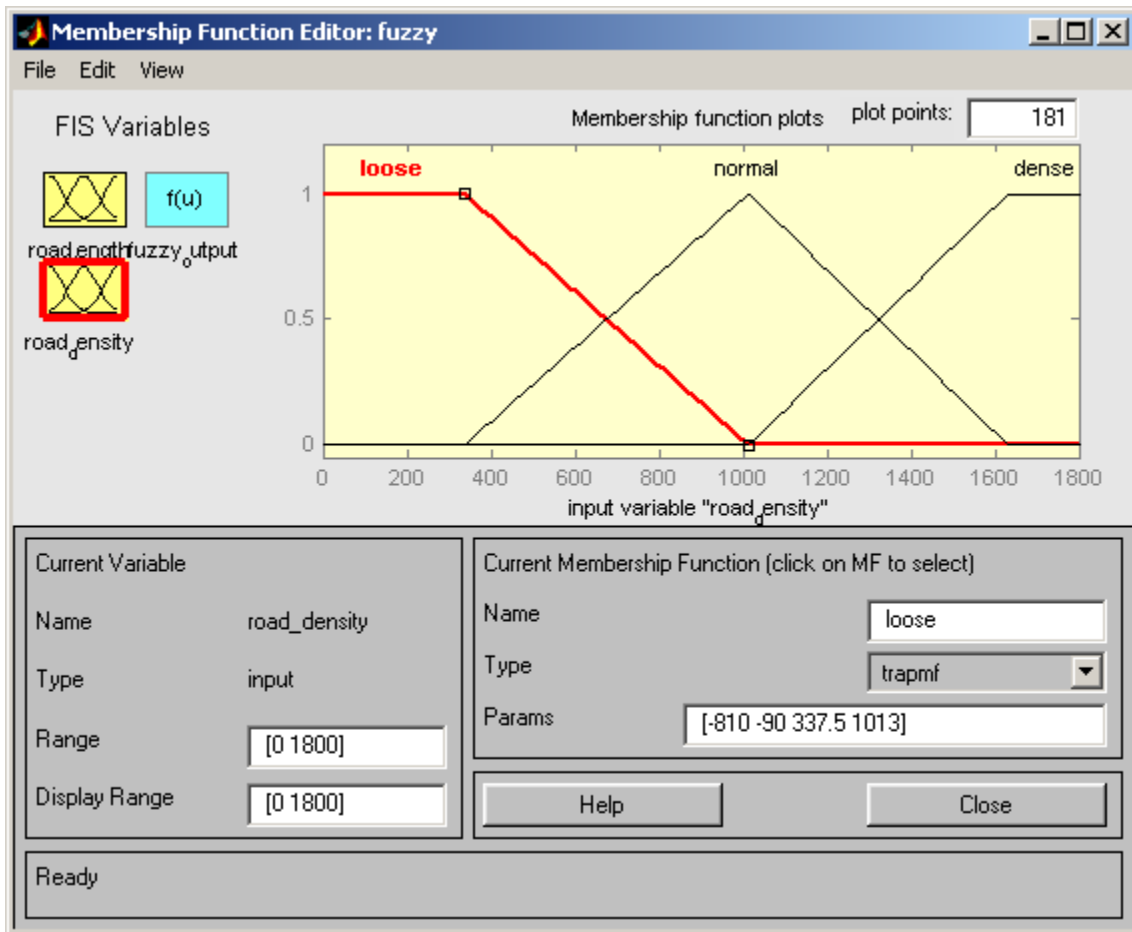 Membership Function Editor: fuzzy
File Edit View
FIS Variables
f(u)
roadlength
fuzzy_output
road_density
Membership function plots
plot points:
181
loose
normal
dense
1
0.5
0
0 200 400 600 800 1000 1200 1400 1600 1800
input variable "road_density"
Current Variable
Name road_density
Type input
Range [0 1800]
Display Range [0 1800]
Current Membership Function (click on MF to select)
Name loose
Type trapmf
Params [-810 -90 337.5 1013]
Help
Close
Ready